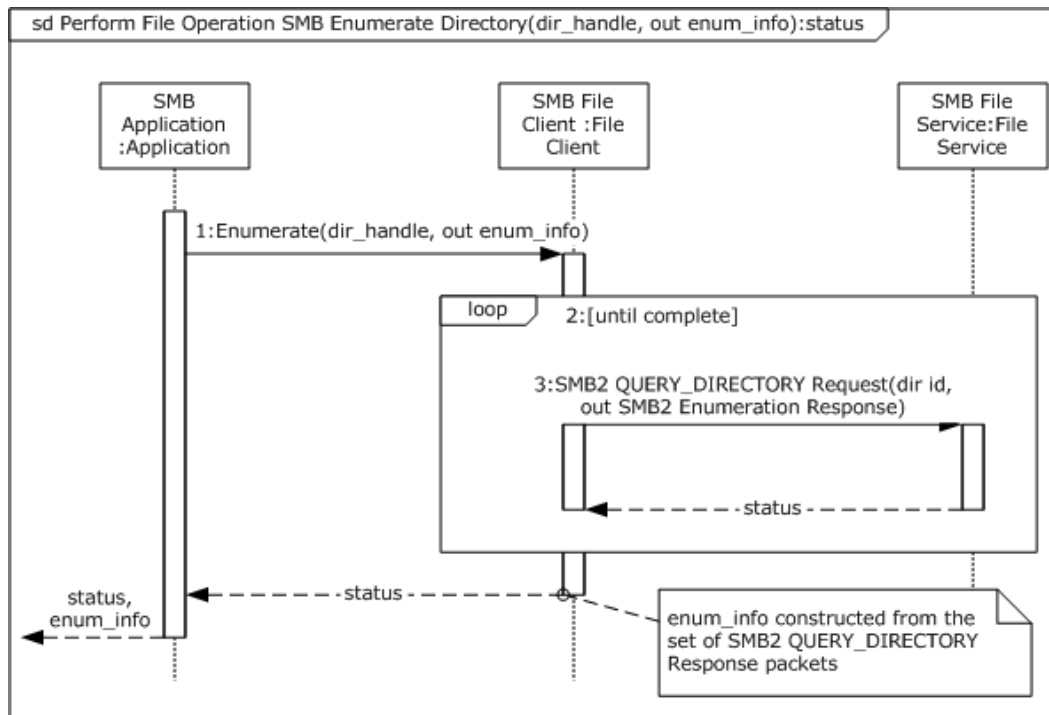 sd Perform File Operation SMB Enumerate Directory(dir_handle, out enum_info):status
SMB
Application
:Application
SMB File
Client :File
Client
SMB File
Service:File
Service
1:Enumerate(dir_handle, out enum_info)
loop
2:[until complete]
3:SMB2 QUERY_DIRECTORY Request(dir id,
out SMB2 Enumeration Response)
status
status
status,
enum_info
enum_info constructed from the
set of SMB2 QUERY_DIRECTORY
Response packets